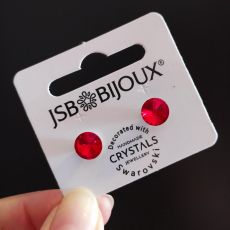 JSB BIJOUX®
Decorated with
HANDMADE
CRYSTALS
JEWELLERY
Swarovski